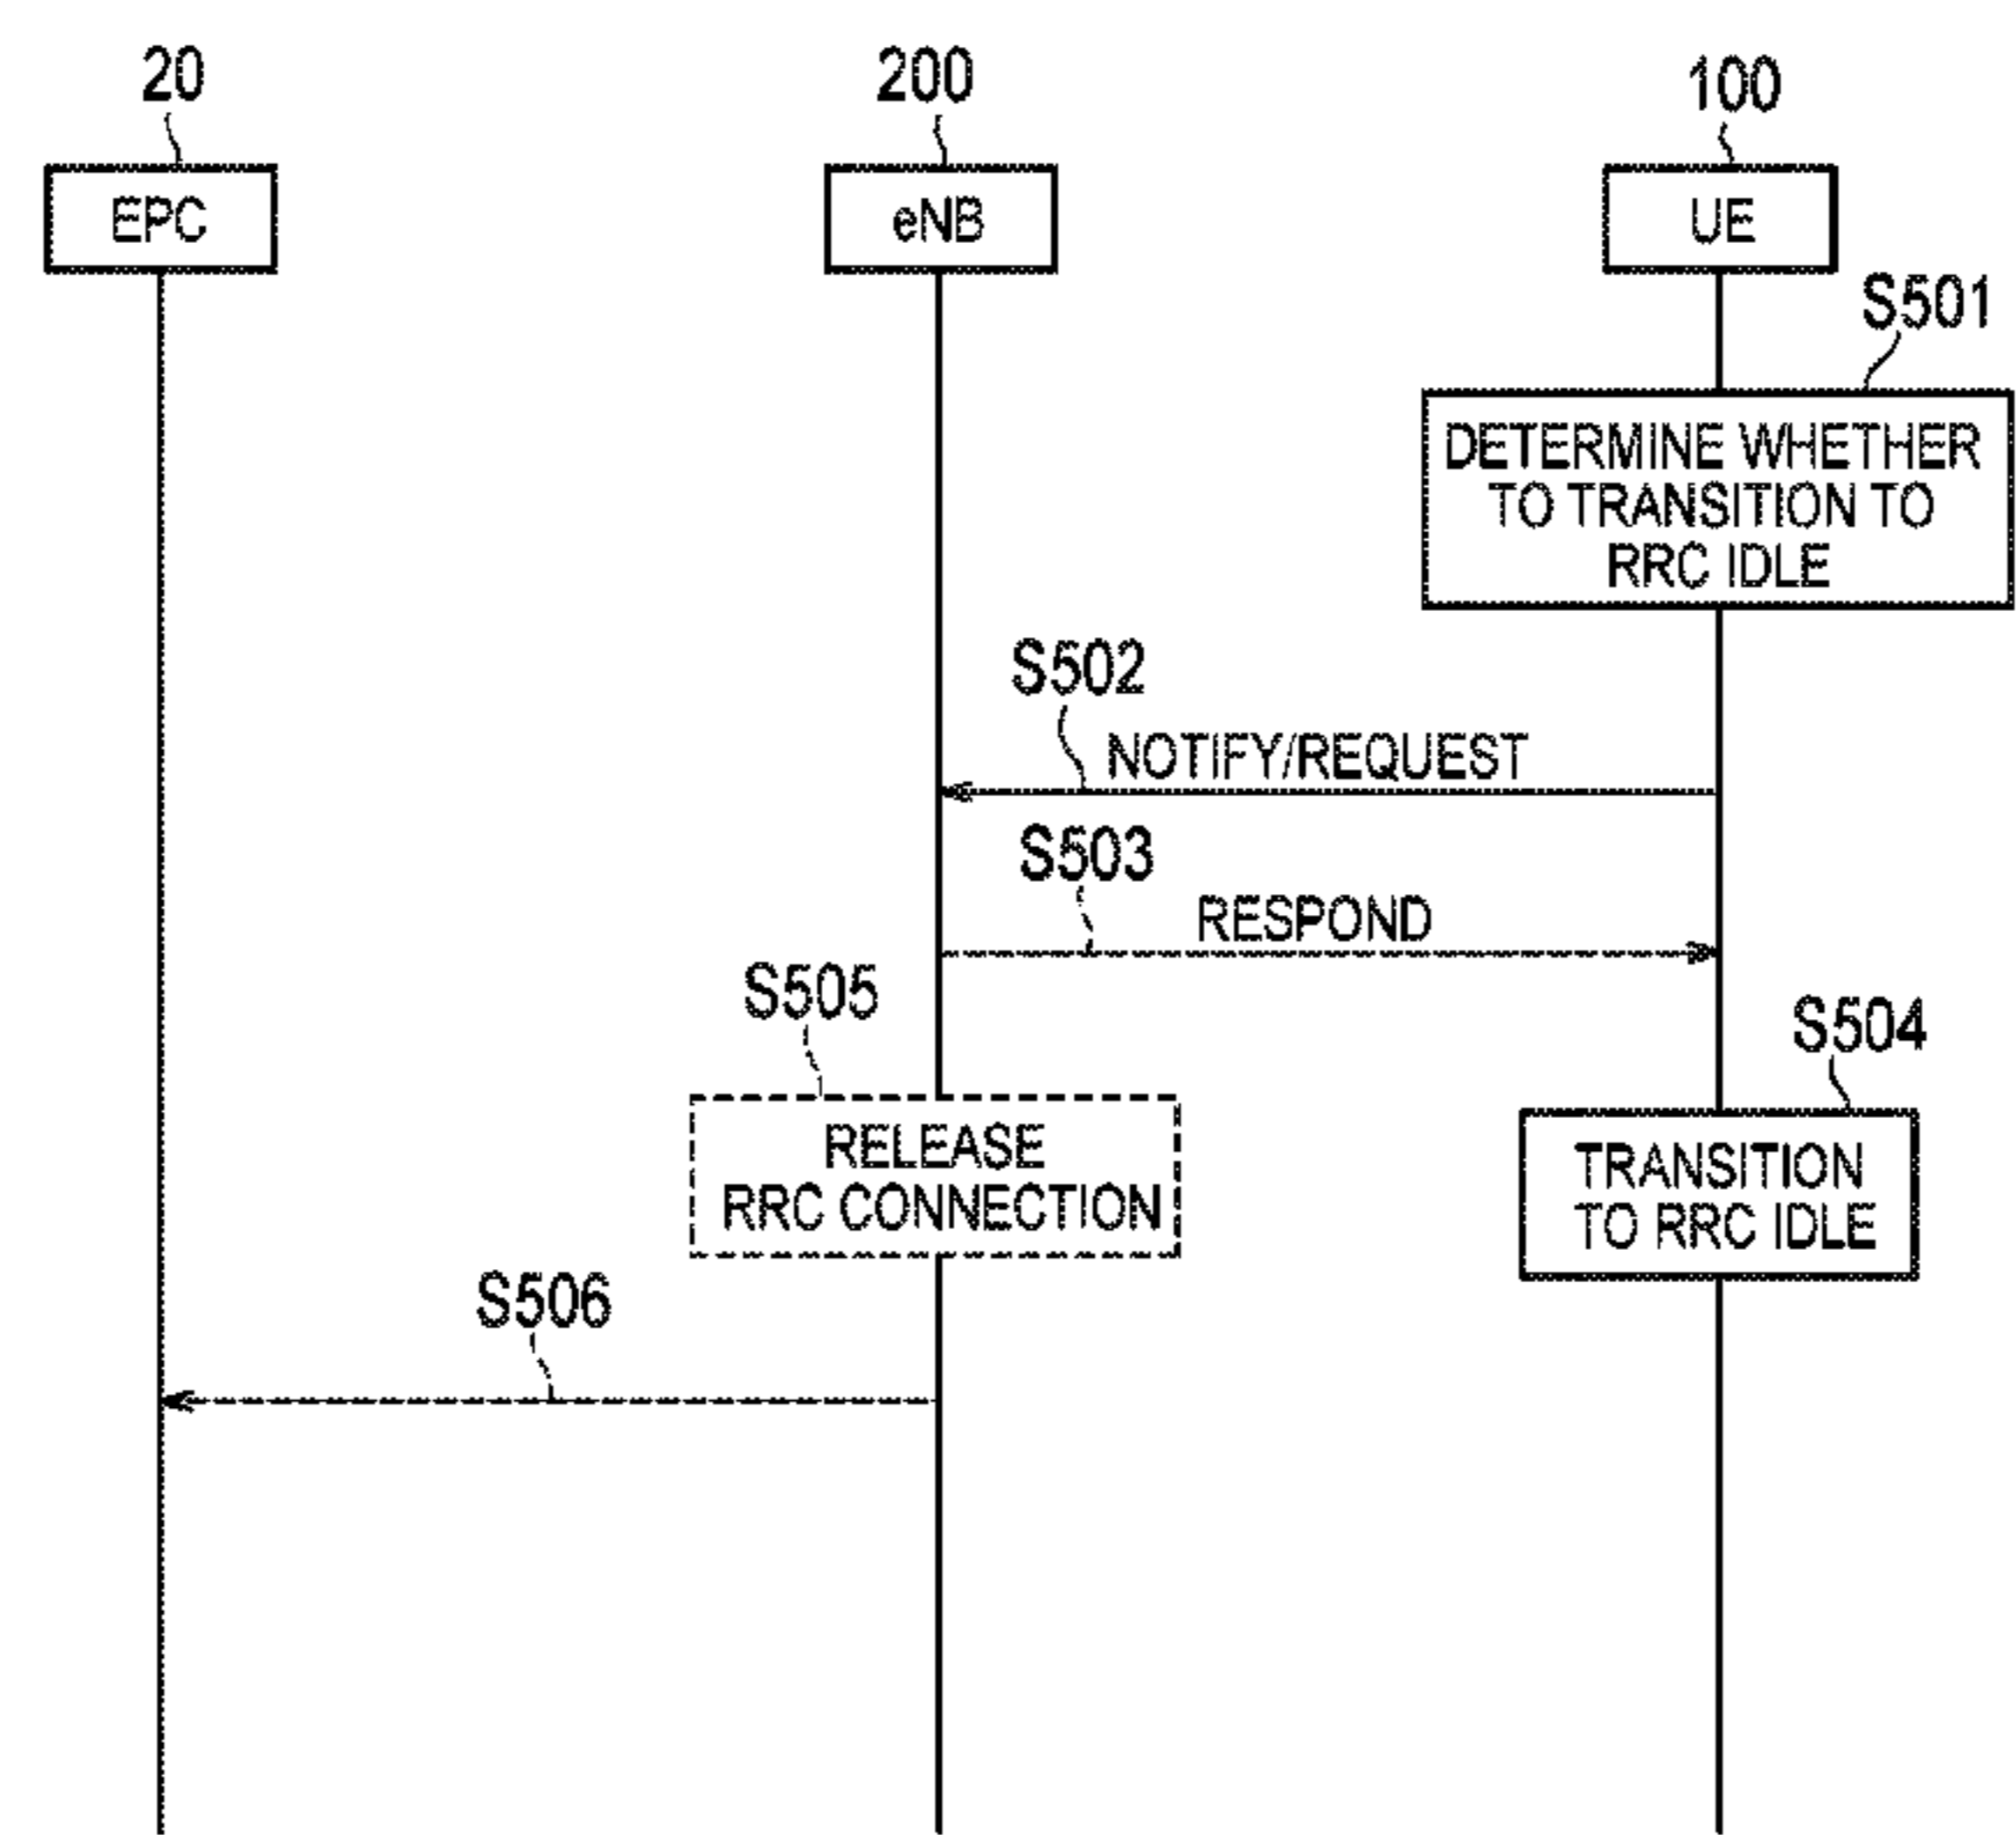 20
200
100
EPC
eNB
UE
S501
DETERMINE WHETHER
TO TRANSITION TO
RRC IDLE
S502
NOTIFY/REQUEST
S503
RESPOND
S505
S504
RELEASE
RRC CONNECTION
TRANSITION
TO RRC IDLE
S506